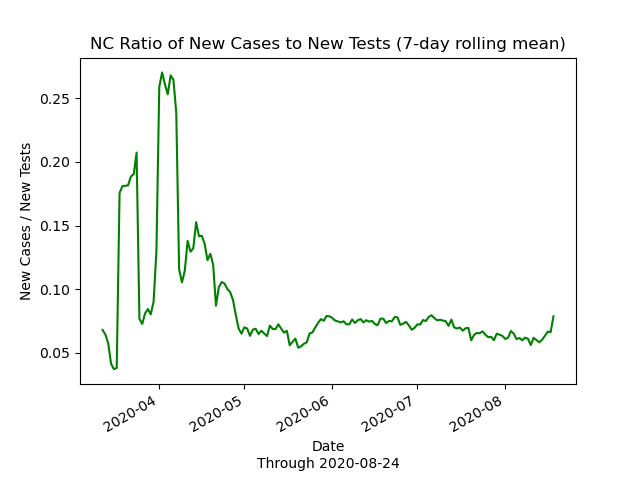 NC Ratio of New Cases to New Tests (7-day rolling mean)
New Cases / New Tests
0.25
0.20
0.15
0.10
0.05
2020-04
2020-05
2020-06
2020-07
2020-08
Date
Through 2020-08-24